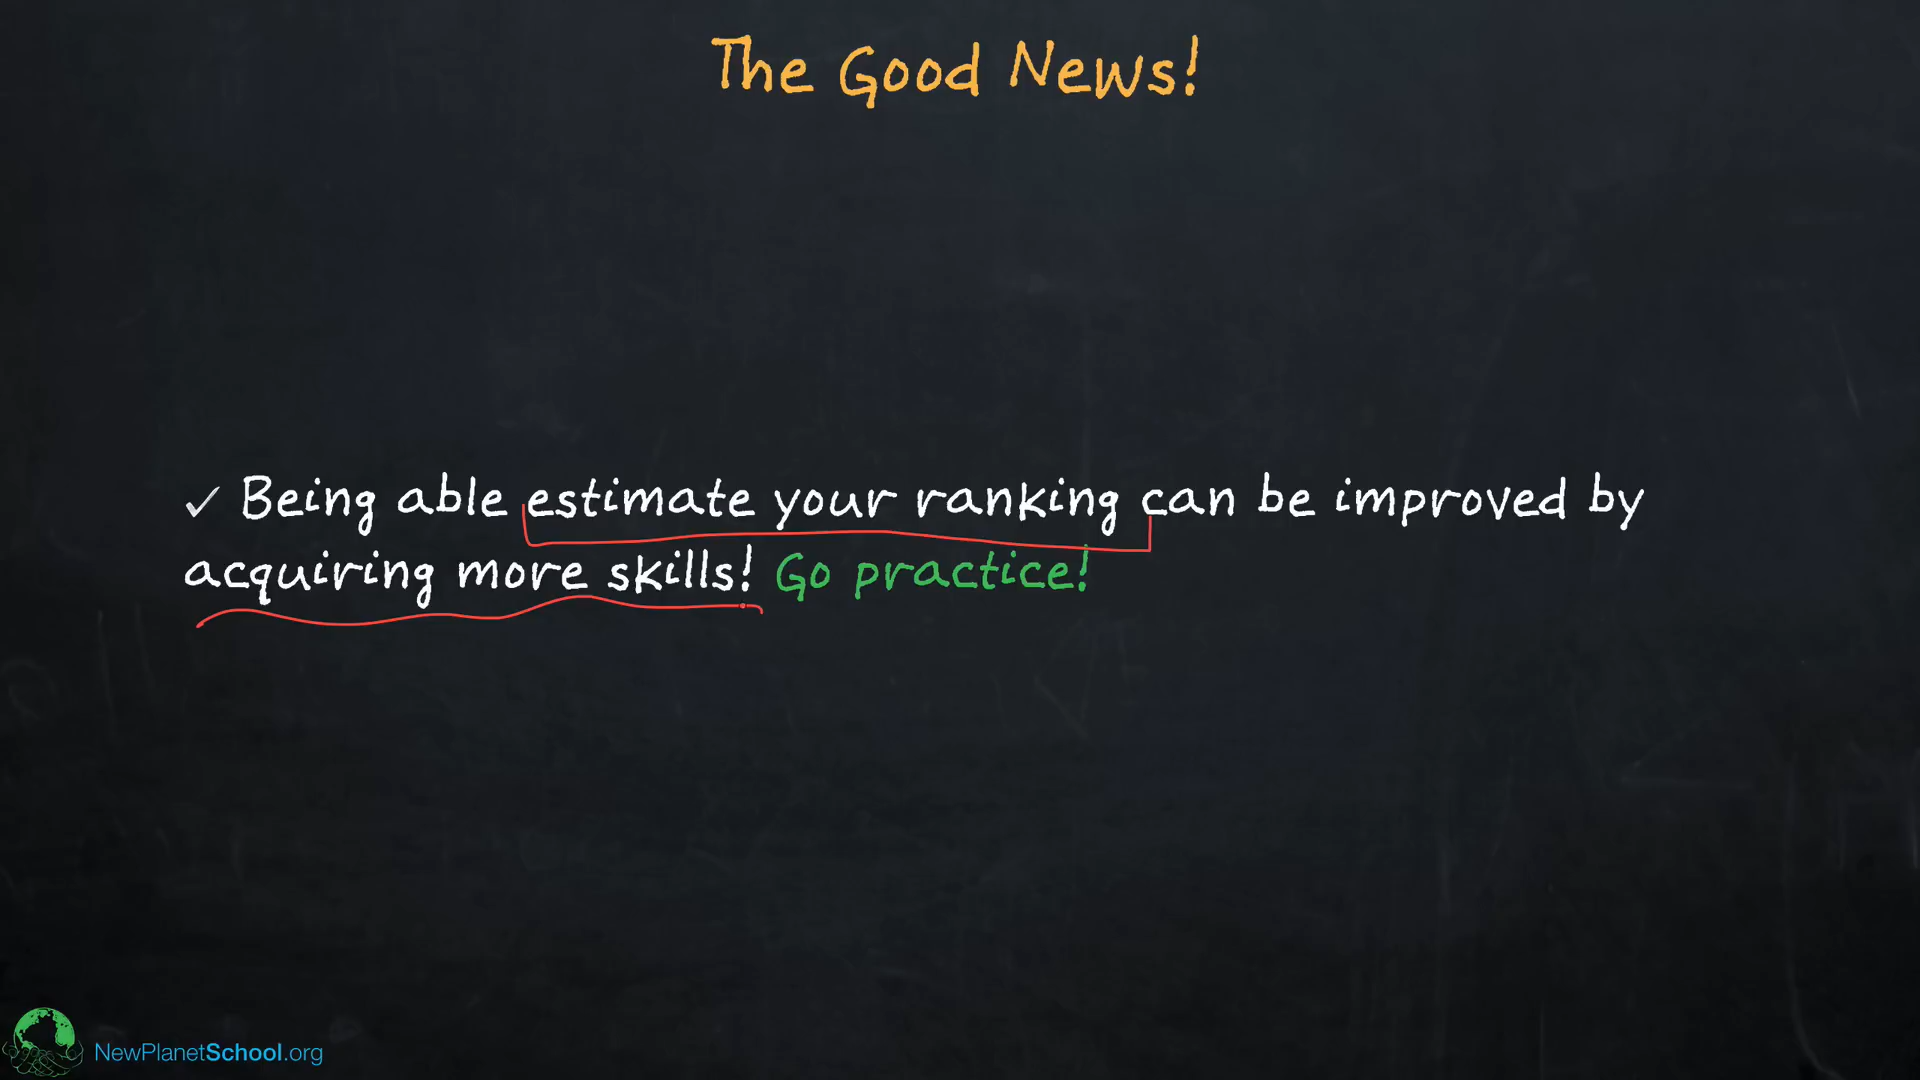 The Good News!
✓ Being able estimate your ranking can be improved by
acquiring more skills! Go practice!
NewPlanetSchool.org